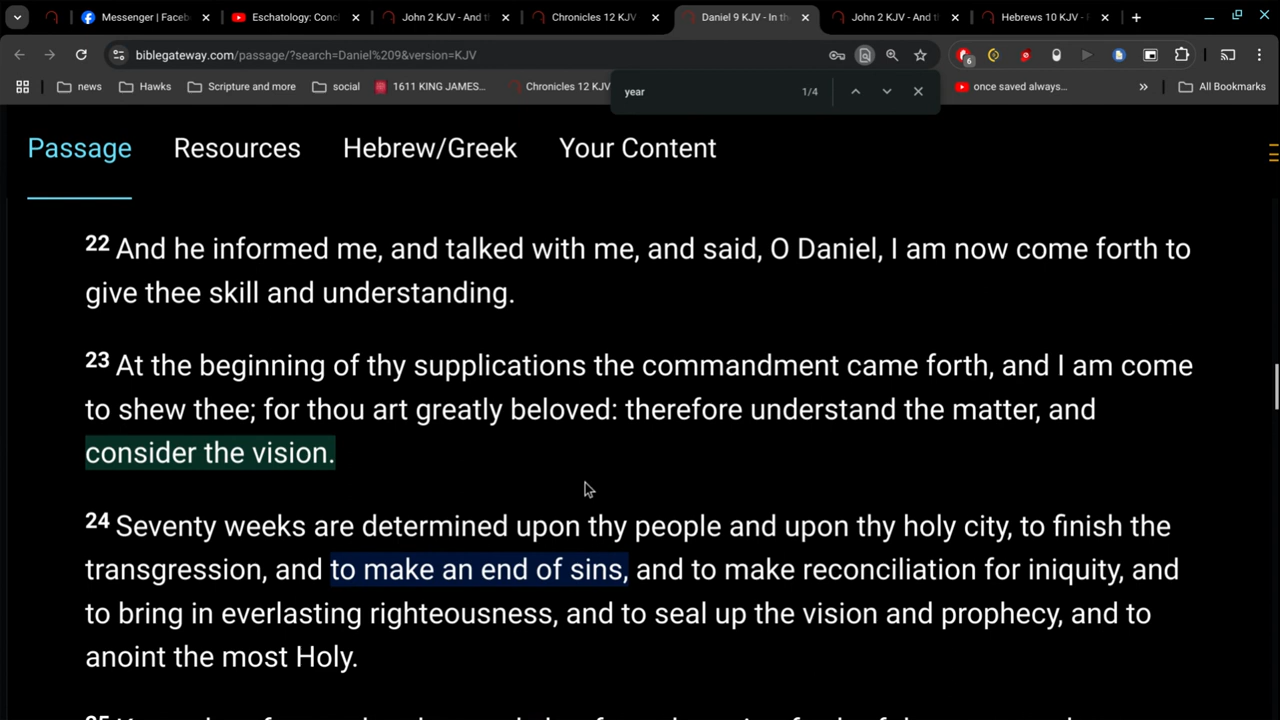 Messenger | Faceb
Eschatology: Concl
John 2 KJV - And th
Chronicles 12 KJV
Daniel 9 KJV - In th
John 2 KJV - And th
Hebrews 10 KJV - F
biblegateway.com/passage/?search=Daniel%209&version=KJV
6
news
Hawks
Scripture and more
social
1611 KING JAMES...
Chronicles 12 KJV
year
1/4
once saved always...
All Bookmarks
Passage
Resources
Hebrew/Greek
Your Content
22 And he informed me, and talked with me, and said, O Daniel, I am now come forth to
give thee skill and understanding.
23 At the beginning of thy supplications the commandment came forth, and I am come
to shew thee; for thou art greatly beloved: therefore understand the matter, and
consider the vision.
24 Seventy weeks are determined upon thy people and upon thy holy city, to finish the
transgression, and to make an end of sins, and to make reconciliation for iniquity, and
to bring in everlasting righteousness, and to seal up the vision and prophecy, and to
anoint the most Holy.